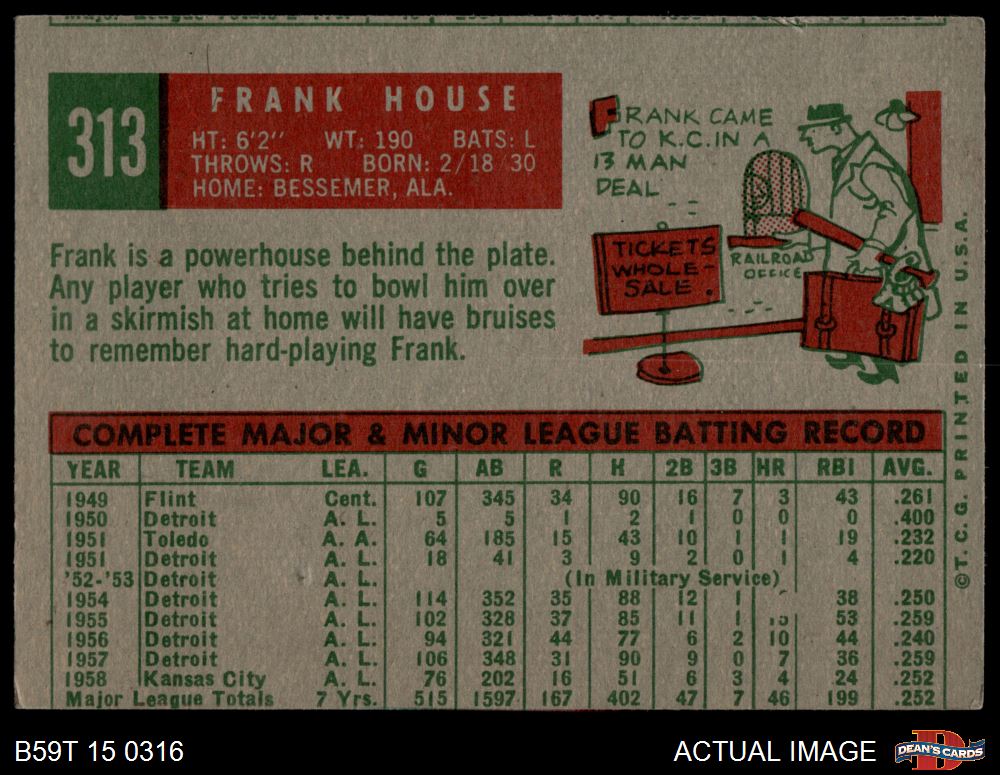 313
FRANK HOUSE
HT: 6'2" WT: 190 BATS: L
THROWS: R BORN: 2/18/30
HOME: BESSEMER, ALA.
FRANK CAME
TO K.C. IN A
13 MAN
DEAL
TICKETS
WHOLE-
SALE.
RAILROAD
OFFICE
Frank is a powerhouse behind the plate.
Any player who tries to bowl him over
in a skirmish at home will have bruises
to remember hard-playing Frank.
©T.C.G. PRINTED IN U.S.A.
COMPLETE MAJOR & MINOR LEAGUE BATTING RECORD
YEAR TEAM LEA. G AB R H 2B 3B HR RBI AVG.
1949 Flint Cent. 107 345 34 90 16 7 3 43 .261
1950 Detroit A. L. 5 5 1 2 1 0 0 0 .400
1951 Toledo A. A. 64 185 15 43 10 1 1 19 .232
1951 Detroit A. L. 18 41 3 9 2 0 1 4 .220
'52-'53 Detroit A. L. (In Military Service)
1954 Detroit A. L. 114 352 35 88 12 1 38 .250
1955 Detroit A. L. 102 328 37 85 11 1 53 .259
1956 Detroit A. L. 94 321 44 77 6 2 10 44 .240
1957 Detroit A. L. 106 348 31 90 9 0 7 36 .259
1958 Kansas City A. L. 76 202 16 51 6 3 4 24 .252
Major League Totals 7 Yrs. 515 1597 167 402 47 7 46 199 .252
B59T 15 0316
ACTUAL IMAGE
D
DEAN'S CARDS